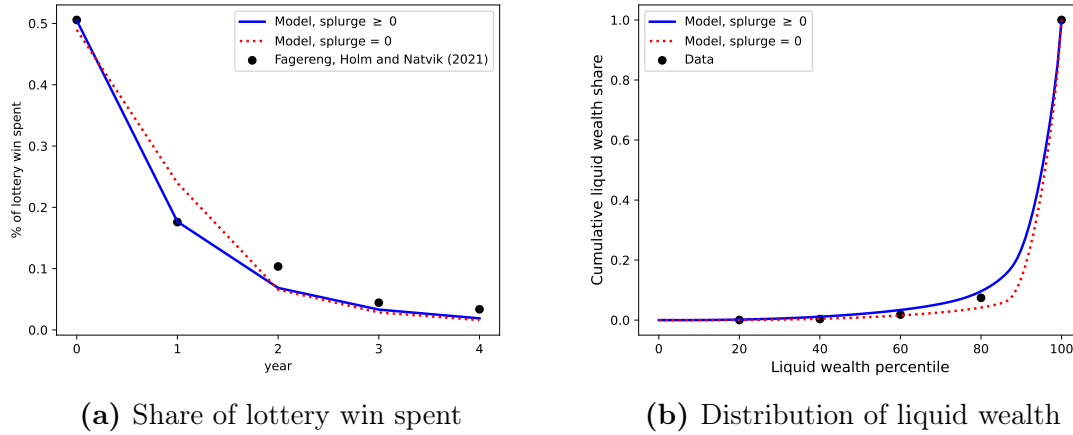 0.5
0.4
0.3
0.2
0.1
0.0
% of lottery win spent
Model, splurge ≥ 0
Model, splurge = 0
Fagereng, Holm and Natvik (2021)
0 1 2 3 4
year
(a) Share of lottery win spent
1.0
0.8
0.6
0.4
0.2
0.0
Cumulative liquid wealth share
Model, splurge ≥ 0
Model, splurge = 0
Data
0 20 40 60 80 100
Liquid wealth percentile
(b) Distribution of liquid wealth